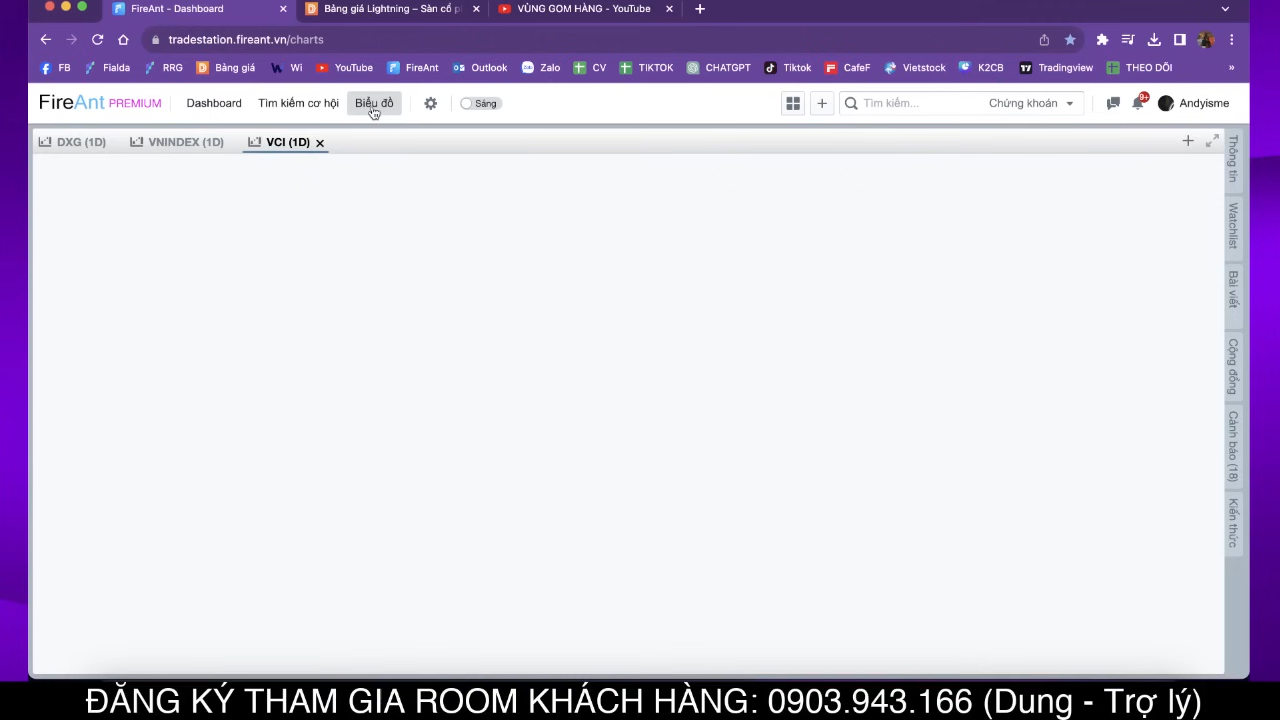 FireAnt - Dashboard
Bảng giá Lightning – Sàn cổ p
VÙNG GOM HÀNG - YouTube
tradestation.fireant.vn/charts
FB Fialda RRG Bảng giá Wi YouTube FireAnt Outlook Zalo CV TIKTOK CHATGPT Tiktok CafeF Vietstock K2CB Tradingview THEO DÕI »
FireAnt PREMIUM Dashboard Tìm kiếm cơ hội Biểu đồ Sáng Tìm kiếm... Chứng khoán 9+ Andyisme
DXG (1D) VNINDEX (1D) VCI (1D)
Thông tin
Watchlist
Bài viết
Cộng đồng
Cảnh báo (18)
Kiến thức
ĐĂNG KÝ THAM GIA ROOM KHÁCH HÀNG: 0903.943.166 (Dung - Trợ lý)